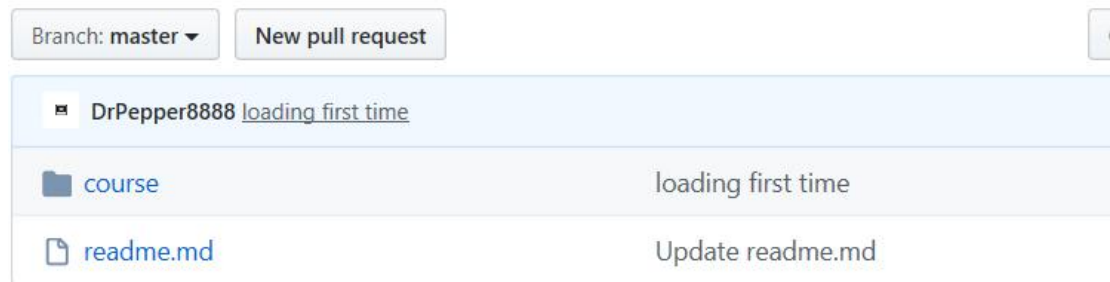 Branch: master
New pull request
DrPepper8888 loading first time
course loading first time
readme.md Update readme.md